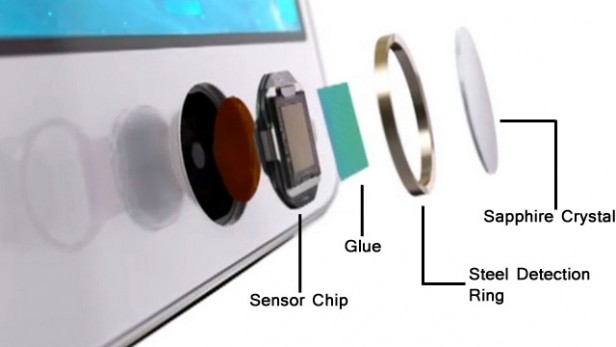 Sapphire Crystal
Glue
Steel Detection
Ring
Sensor Chip